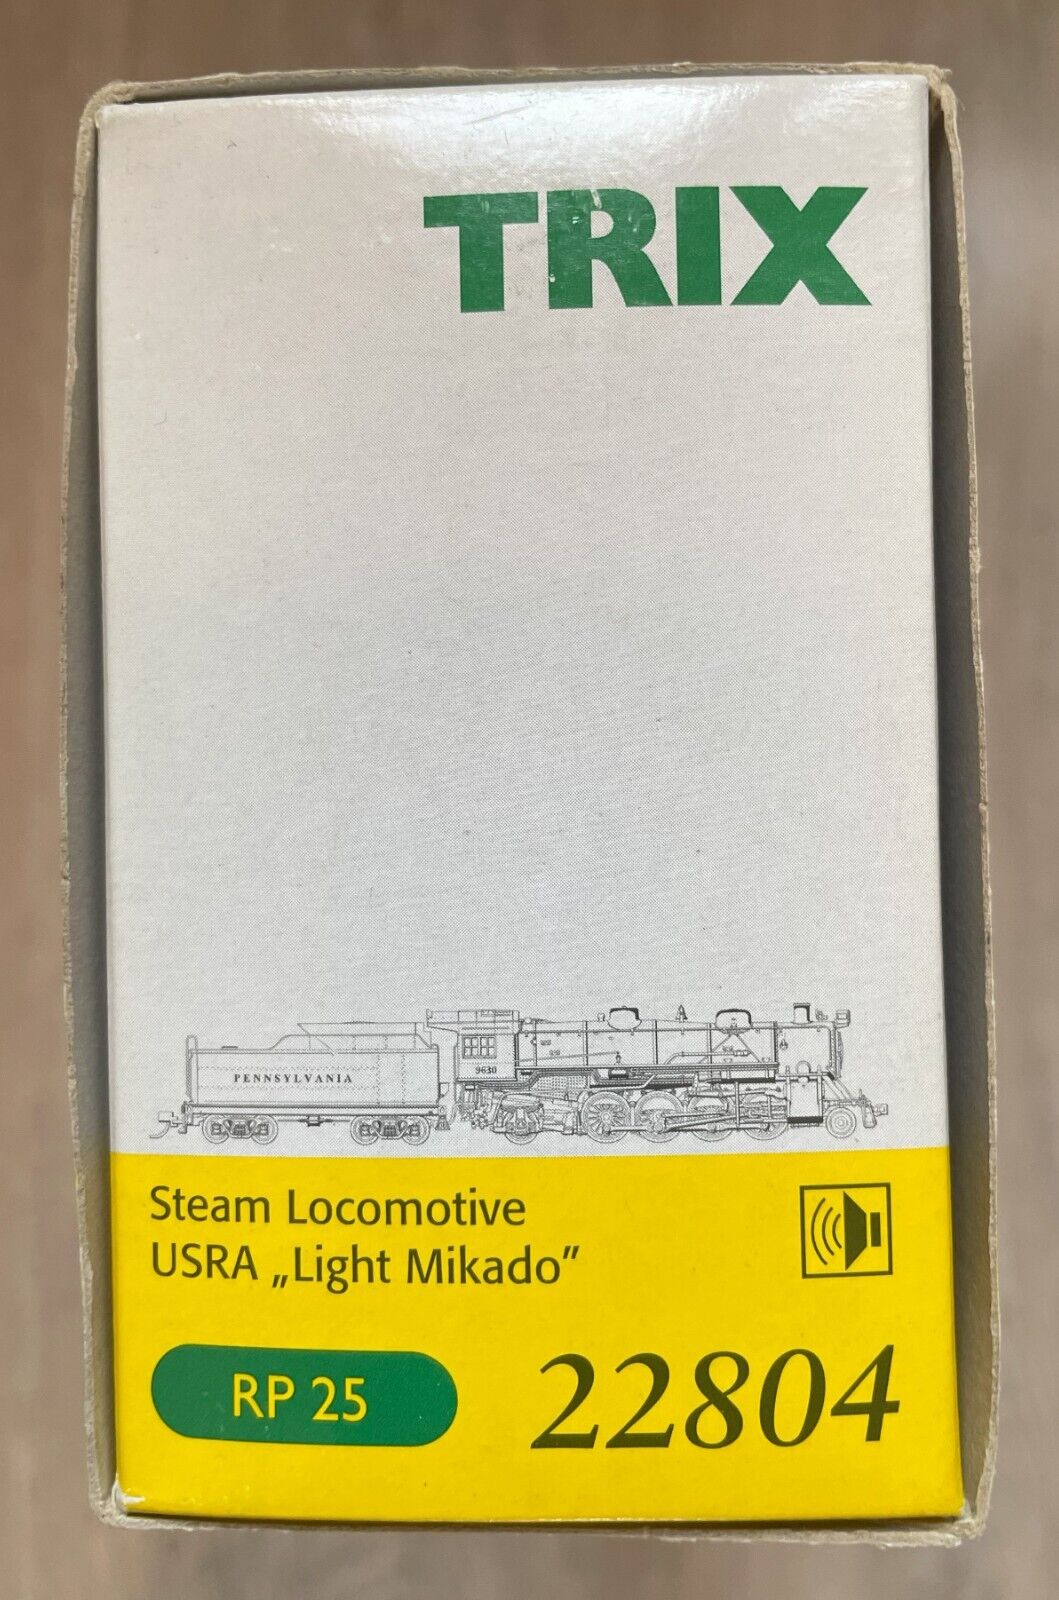 TRIX
PENNSYLVANIA
9630
Steam Locomotive
USRA „Light Mikado”
RP 25
22804